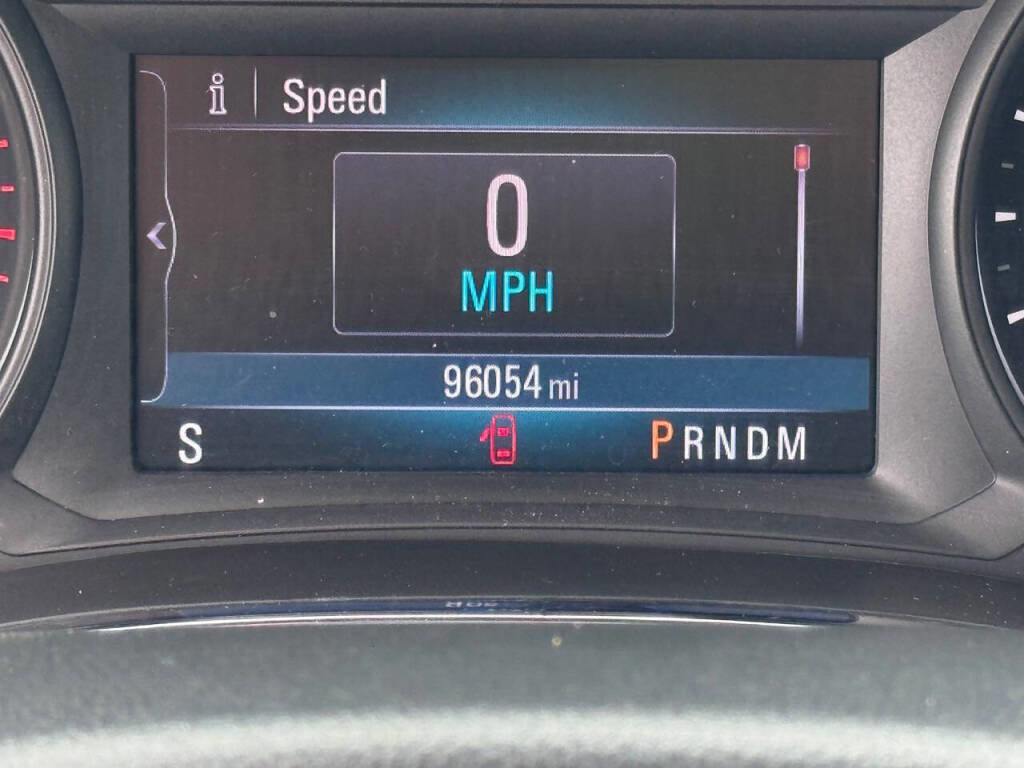 i Speed
0
MPH
96054 mi
S PRNDM